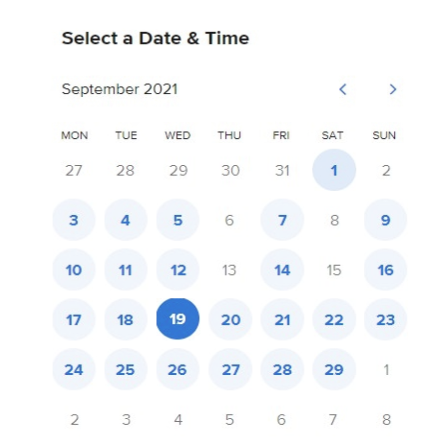 Select a Date & Time
September 2021
MON TUE WED THU FRI SAT SUN
27 28 29 30 31 1 2
3 4 5 6 7 8 9
10 11 12 13 14 15 16
17 18 19 20 21 22 23
24 25 26 27 28 29 1
2 3 4 5 6 7 8